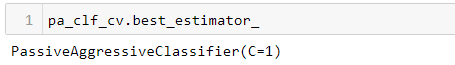 1 pa_clf_cv.best_estimator_
PassiveAggressiveClassifier(C=1)